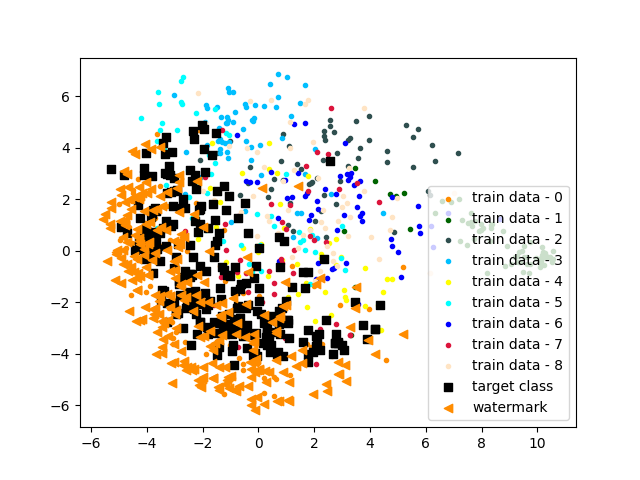 6
4
2
0
−2
−4
−6
−6
−4
−2
0
2
4
6
8
10
train data - 0
train data - 1
train data - 2
train data - 3
train data - 4
train data - 5
train data - 6
train data - 7
train data - 8
target class
watermark